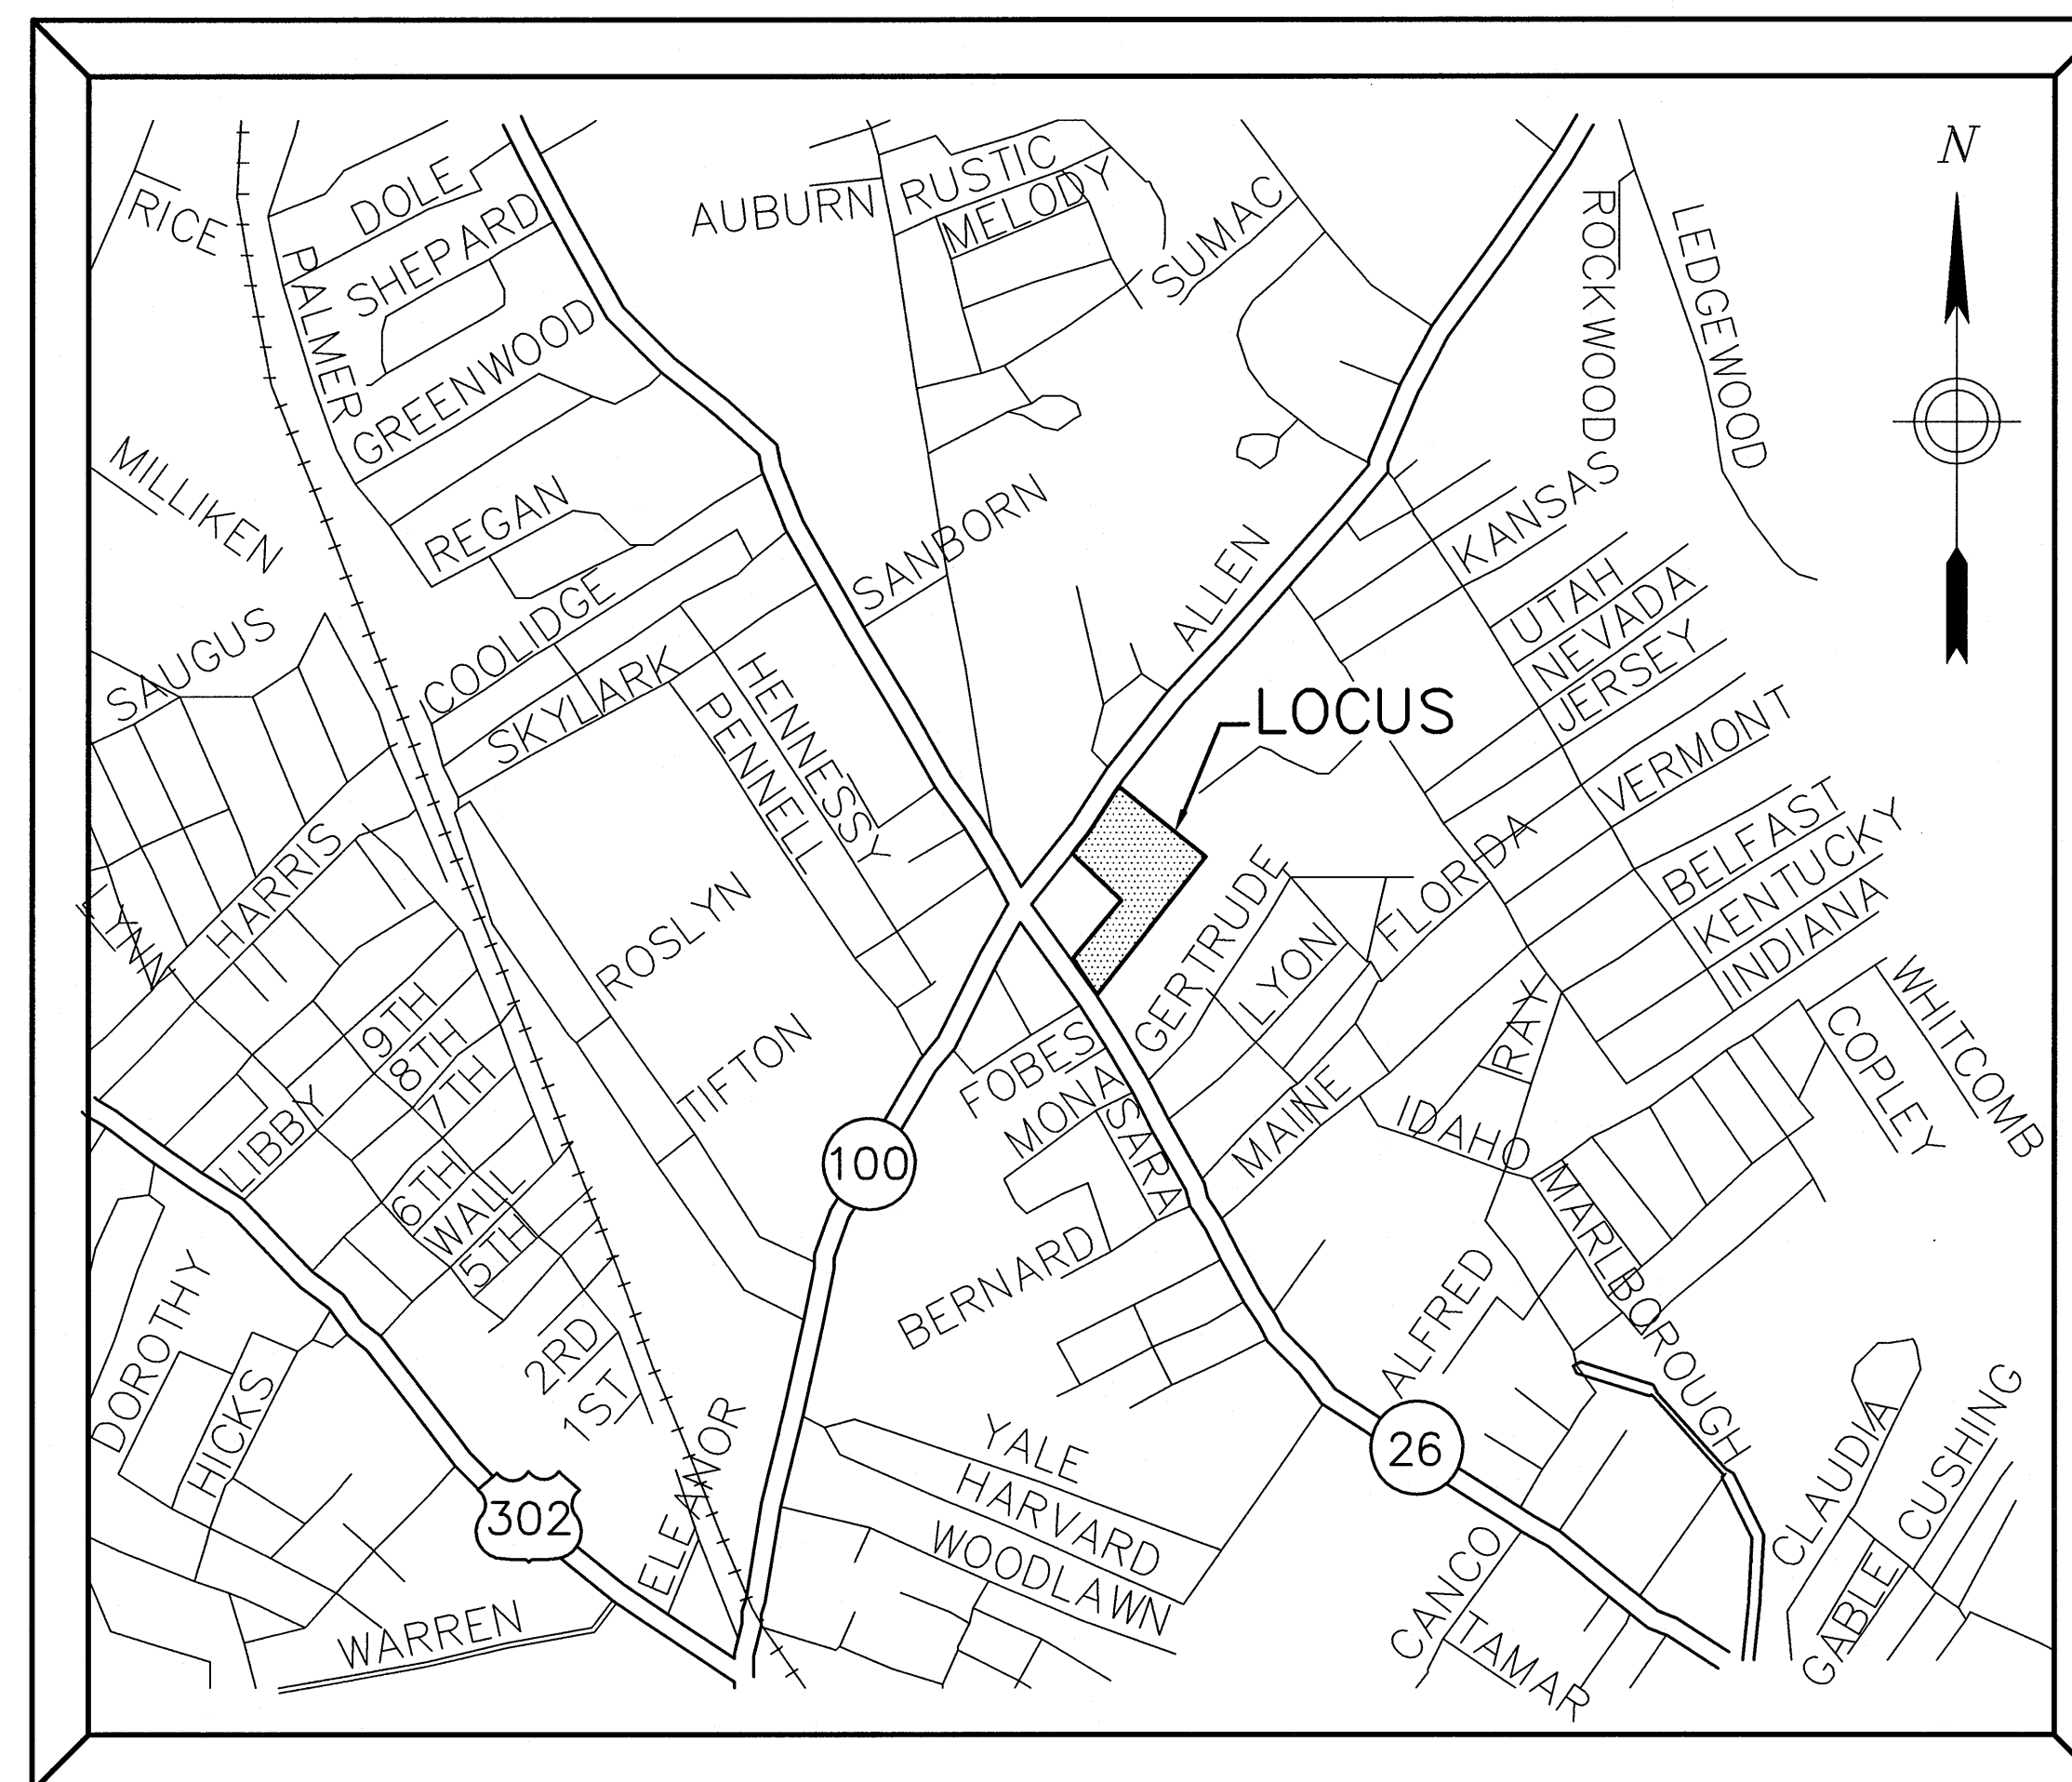 N
RICE
DOLE
SHEPARD
PALMER
GREENWOOD
AUBURN
RUSTIC
MELODY
SUMAC
ROCKWOOD
LEDGEWOOD
MILLIKEN
REGAN
SANBORN
ALLEN
KANSAS
UTAH
NEVADA
JERSEY
SAUGUS
COOLIDGE
SKYLARK
HENNESSY
PENNELL
LOCUS
VERMONT
BELFAST
KENTUCKY
INDIANA
HARRIS
ROSLYN
GERTRUDE
FLORIDA
LYON
LYNN
9TH
8TH
7TH
TIFTON
FOBES
MONA
SARA
MAINE
RAY
IDAHO
WHITCOMB
COPLEY
LIBBY
100
6TH
WALL
5TH
MARLBOROUGH
BERNARD
ALFRED
DOROTHY
HICKS
2RD
1ST
ELEANOR
YALE
HARVARD
WOODLAWN
26
302
CLAUDIA
CUSHING
GABLE
CANCO
TAMAR
WARREN